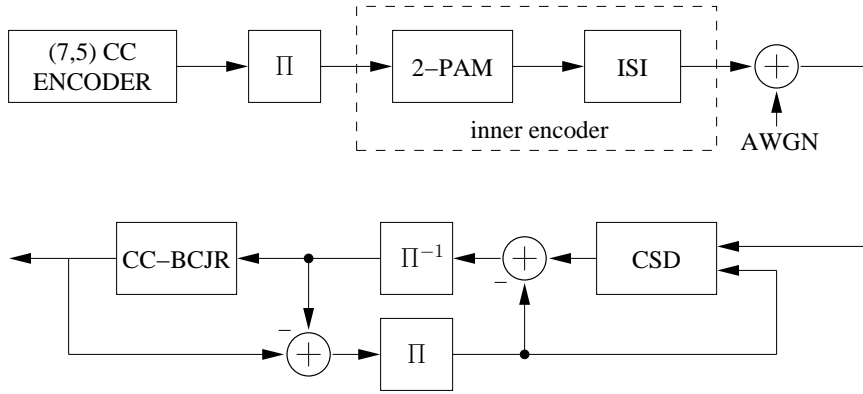 (7,5) CC
ENCODER
Π
2–PAM
ISI
inner encoder
+
AWGN
CC–BCJR
Π⁻¹
+
–
CSD
–
+
Π